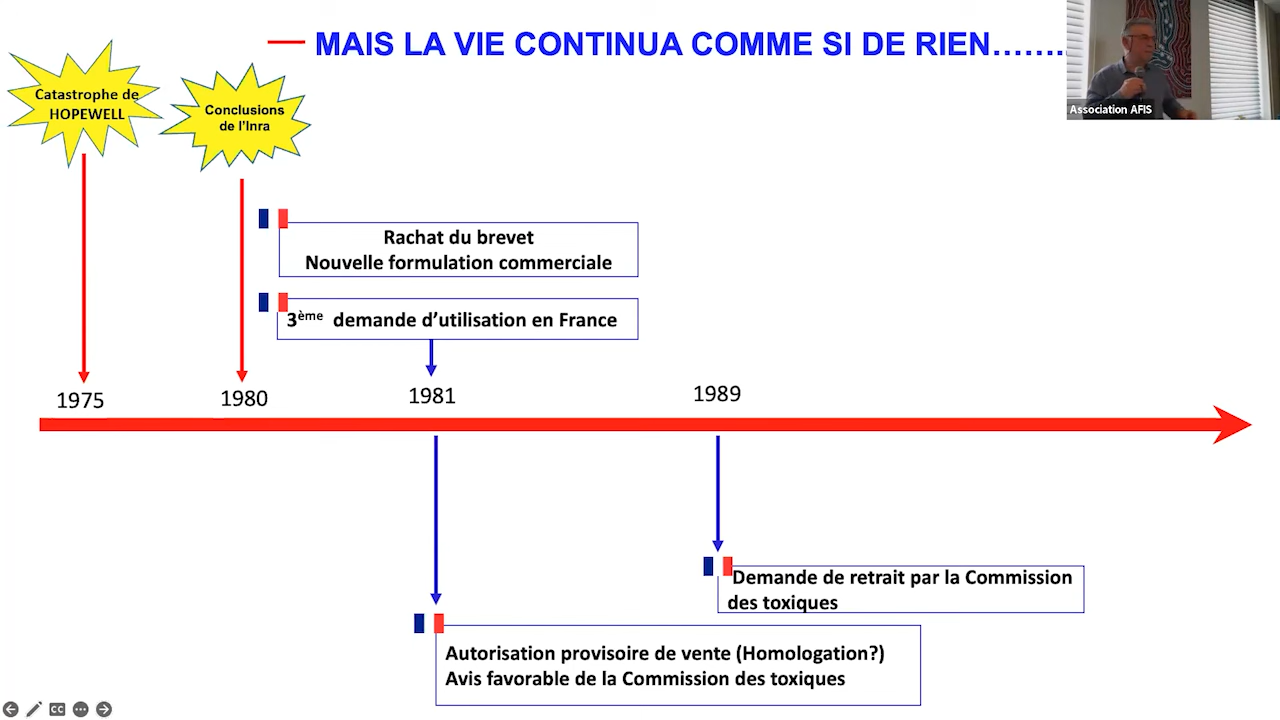 MAIS LA VIE CONTINUA COMME SI DE RIEN……..
Association AFIS
Catastrophe de
HOPEWELL
Conclusions
de l'Inra
Rachat du brevet
Nouvelle formulation commerciale
3ème demande d'utilisation en France
1975
1980
1981
1989
Demande de retrait par la Commission
des toxiques
Autorisation provisoire de vente (Homologation?)
Avis favorable de la Commission des toxiques
CC